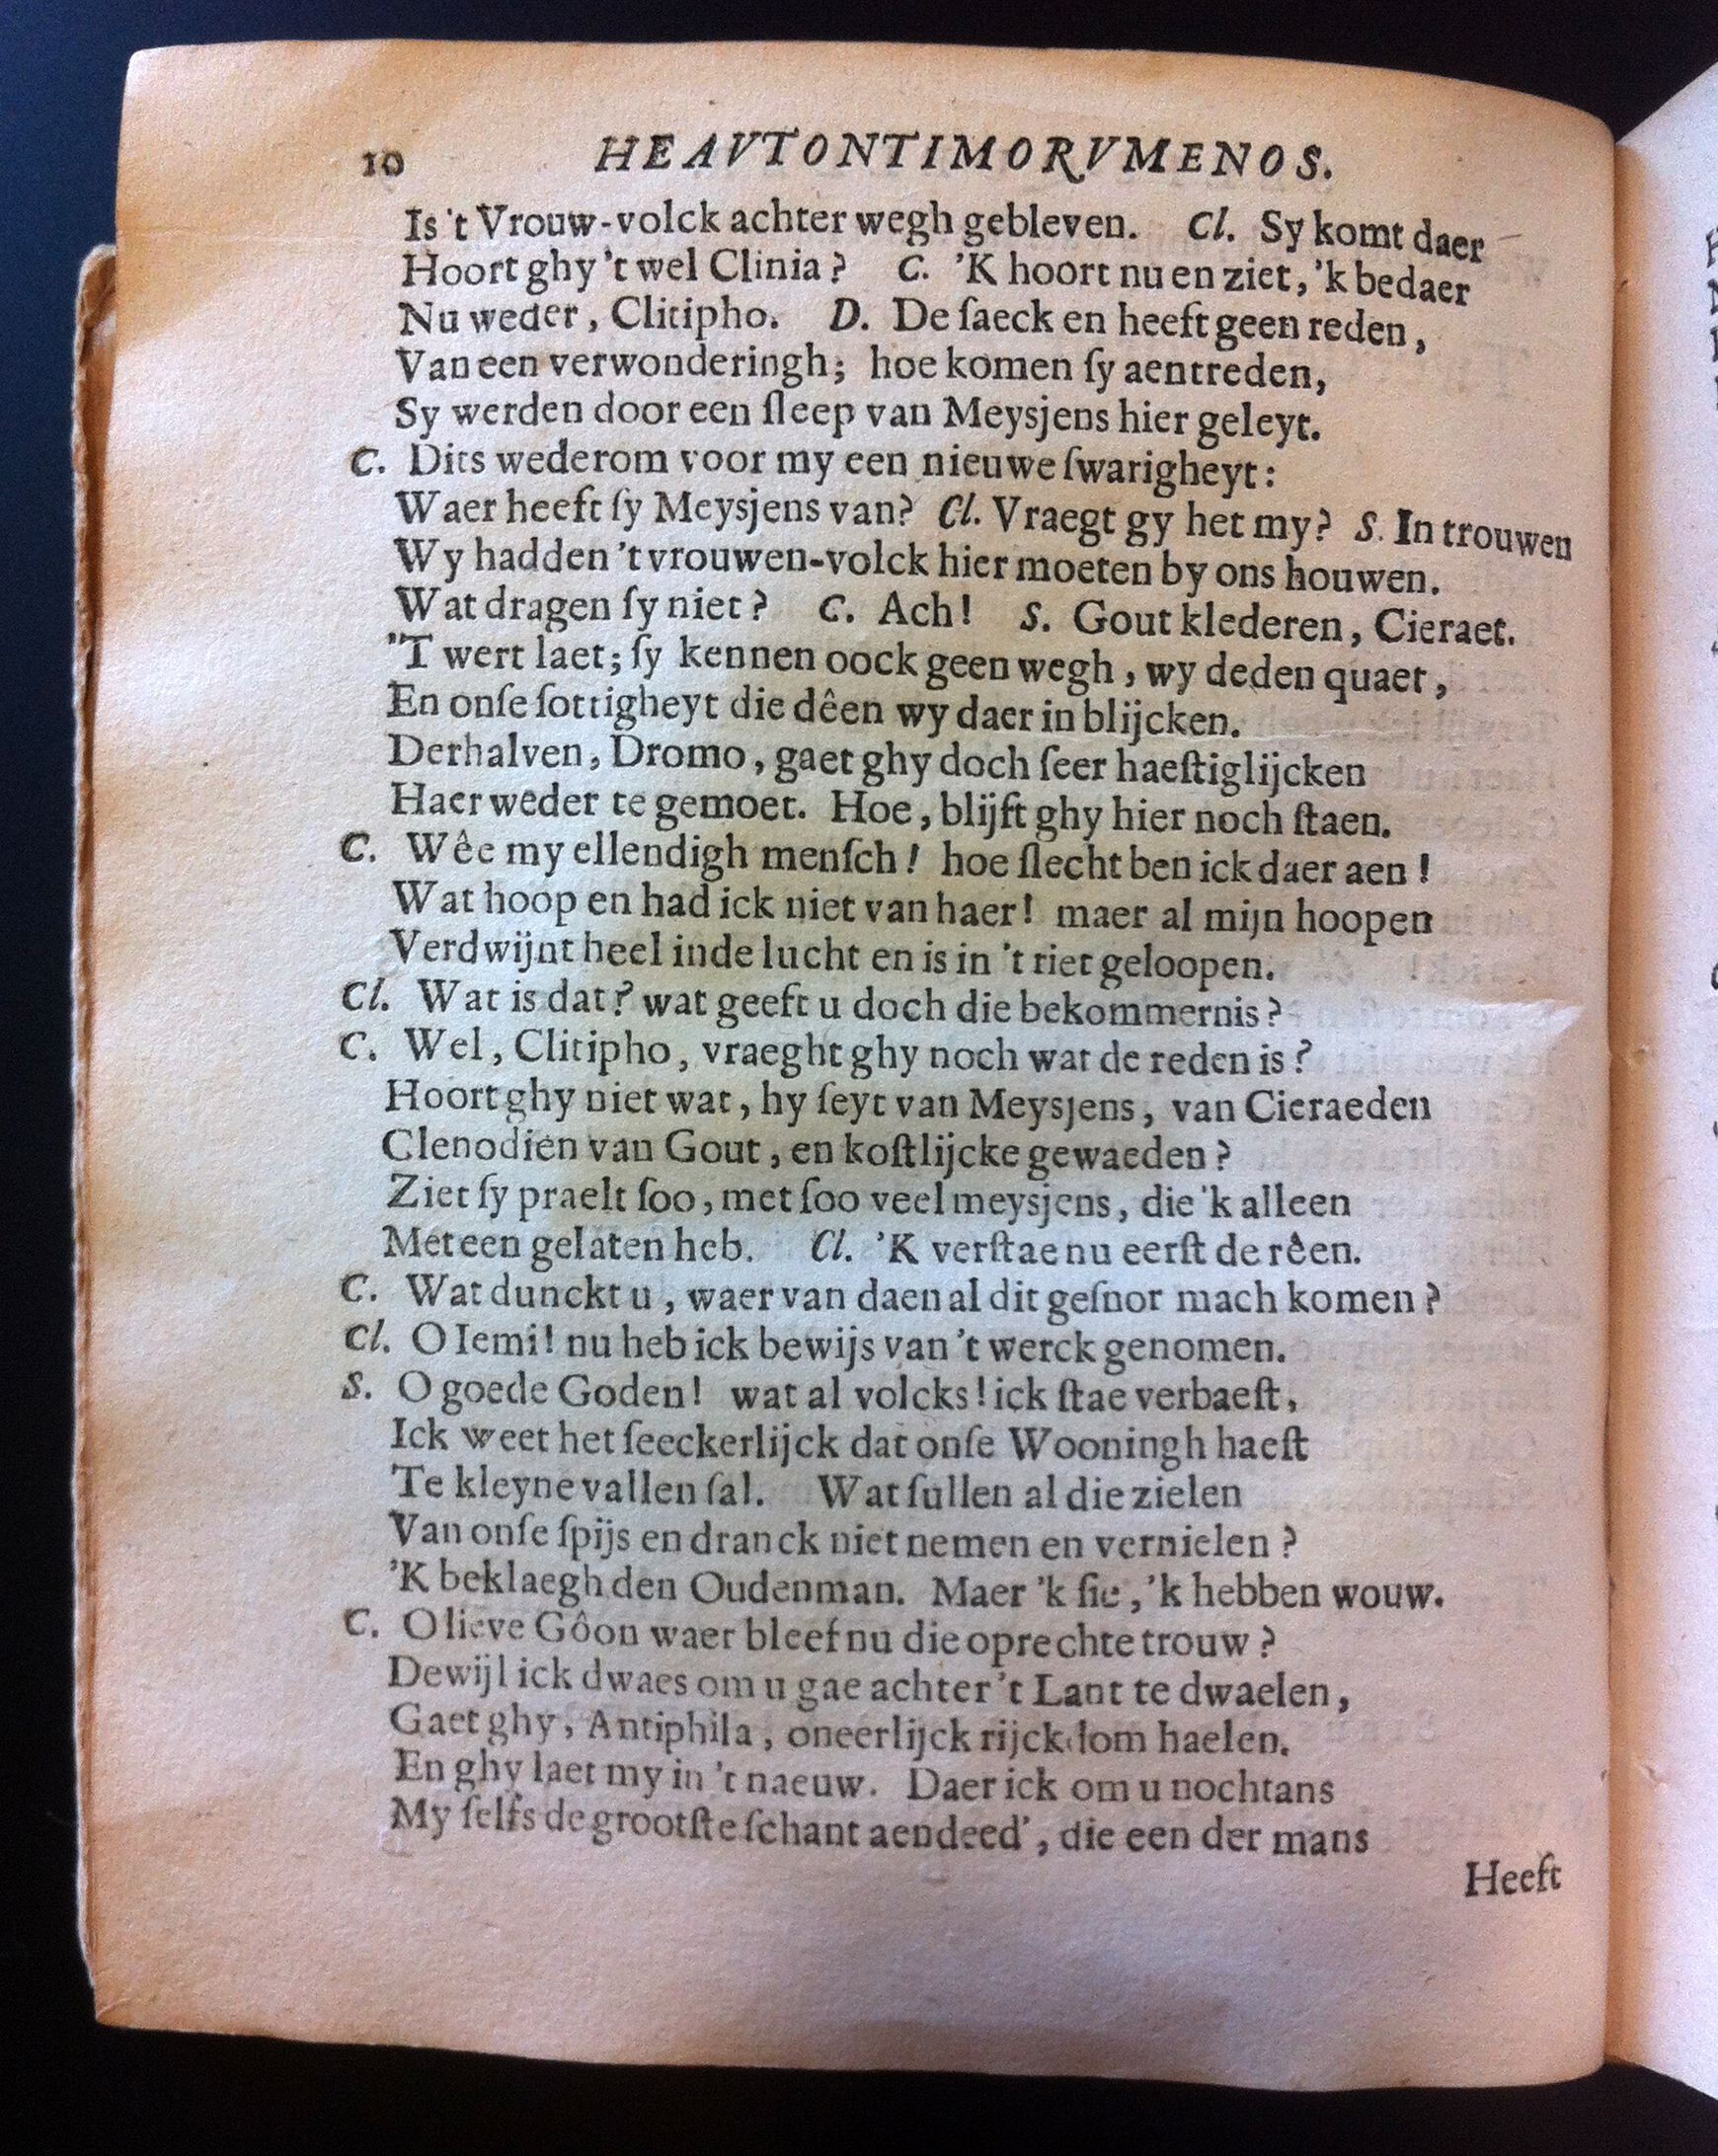 10 HEAVTONTIMORVMENOS.
Is 't Vrouw-volck achter wegh gebleven. Cl. Sy komt daer
Hoort ghy 't wel Clinia? C. 'K hoort nu en ziet, 'k bedaer
Nu weder, Clitipho. D. De ſaeck en heeft geen reden,
Van een verwonderingh; hoe komen ſy aentreden,
Sy werden door een ſleep van Meysjens hier geleyt.
C. Dits wederom voor my een nieuwe ſwarigheyt:
Waer heeft ſy Meysjens van? Cl. Vraegt gy het my? S. In trouwen
Wy hadden 't vrouwen-volck hier moeten by ons houwen.
Wat dragen ſy niet? C. Ach! S. Gout klederen, Cieraet.
"T wert laet; ſy kennen oock geen wegh, wy deden quaet,
En onſe ſottigheyt die dêen wy daer in blijcken.
Derhalven, Dromo, gaet ghy doch ſeer haeſtiglijcken
Haer weder te gemoet. Hoe, blijft ghy hier noch ſtaen.
C. Wêe my ellendigh menſch! hoe ſlecht ben ick daer aen!
Wat hoop en had ick niet van haer! maer al mijn hoopen
Verdwijnt heel inde lucht en is in 't riet geloopen.
Cl. Wat is dat? wat geeft u doch die bekommernis?
C. Wel, Clitipho, vraeght ghy noch wat de reden is?
Hoort ghy niet wat, hy ſeyt van Meysjens, van Cieraeden
Clenodien van Gout, en koſtlijcke gewaeden?
Ziet ſy praelt ſoo, met ſoo veel meysjens, die 'k alleen
Met een gelaten heb. Cl. 'K verſtae nu eerſt de rêen.
C. Wat dunckt u, waer van daen al dit geſnor mach komen?
Cl. O Iemi! nu heb ick bewijs van 't werck genomen.
S. O goede Goden! wat al volcks! ick ſtae verbaeſt,
Ick weet het ſeeckerlijck dat onſe Wooningh haeſt
Te kleyne vallen ſal. Wat ſullen al die zielen
Van onſe ſpijs en dranck niet nemen en vernielen?
'K beklaegh den Oudenman. Maer 'k ſie, 'k hebben wouw.
C. O lieve Gôon waer bleef nu die oprechte trouw?
Dewijl ick dwaes om u gae achter 't Lant te dwaelen,
Gaet ghy, Antiphila, oneerlijck rijckdom haelen.
En ghy laet my in 't naeuw. Daer ick om u nochtans
My ſelfs de grootſte ſchant aendeed', die een der mans
Heeft